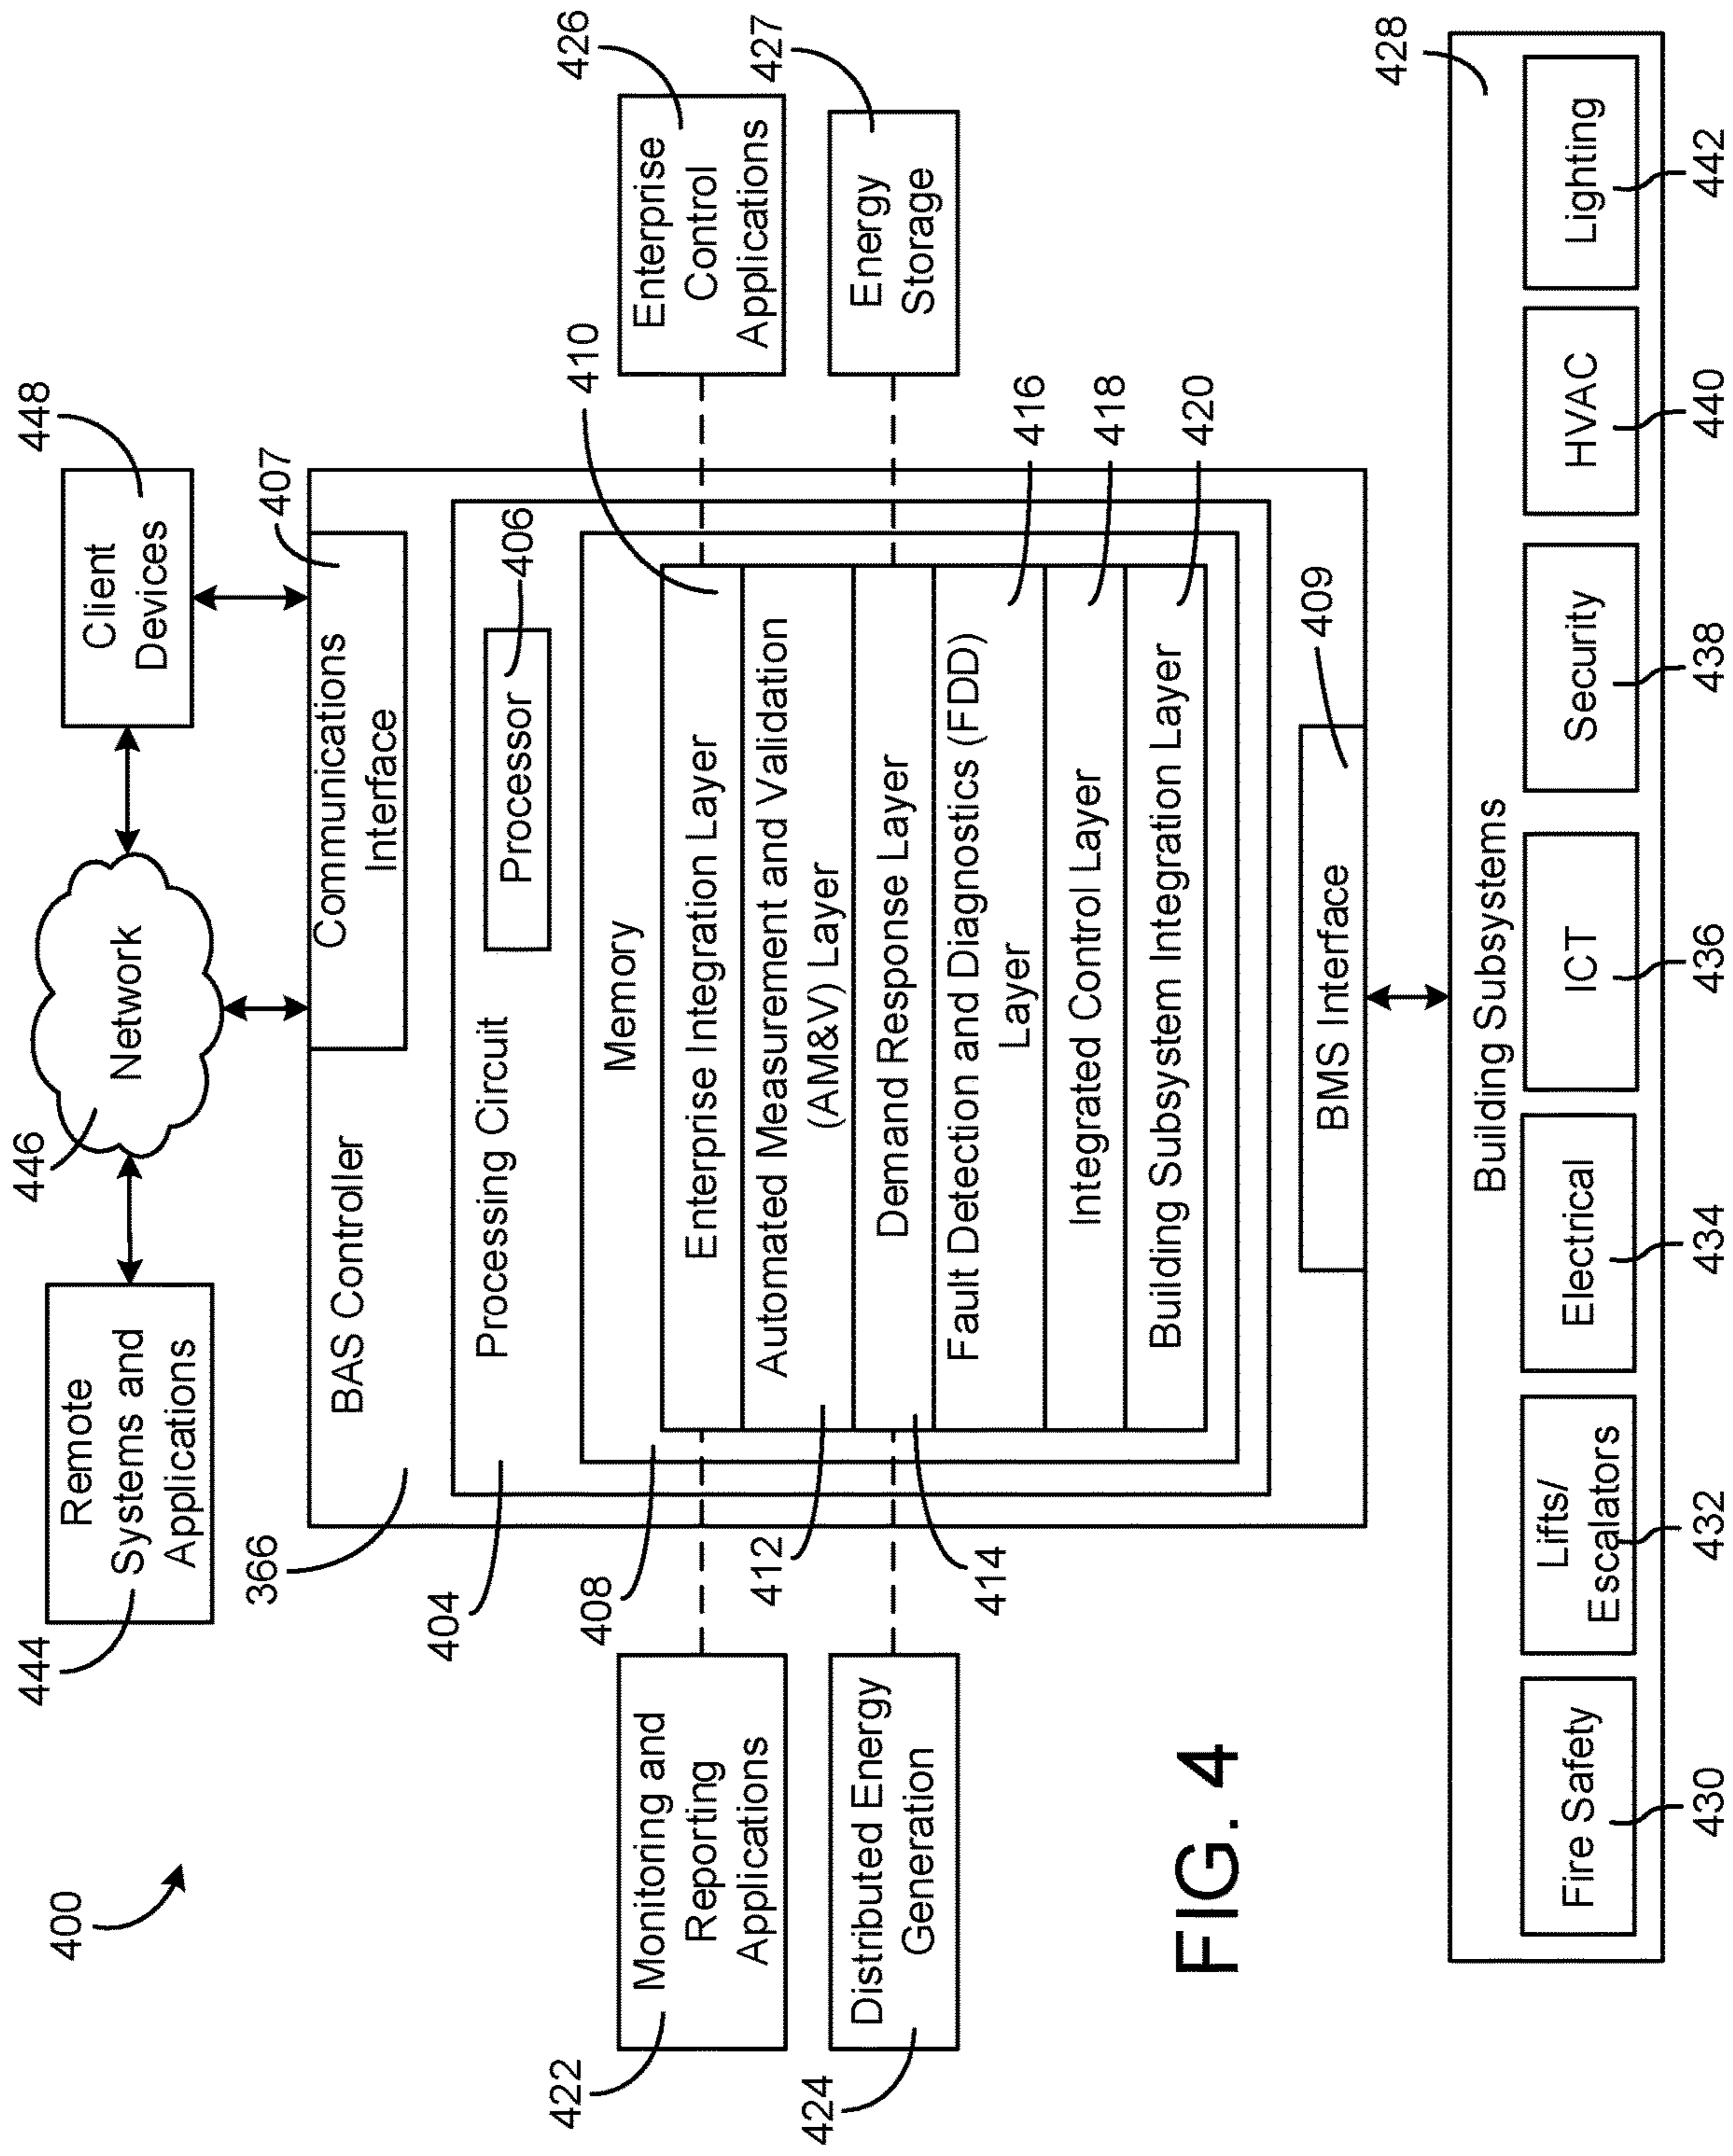 400
444
Remote
Systems and
Applications
446
Network
Client
Devices
448
366
BAS Controller
Communications
Interface
407
404
Processing Circuit
Processor
406
408
Memory
410
Enterprise Integration Layer
Automated Measurement and Validation
(AM&V) Layer
412
Demand Response Layer
414
Fault Detection and Diagnostics (FDD)
Layer
416
Integrated Control Layer
418
Building Subsystem Integration Layer
420
BMS Interface
409
422
Monitoring and
Reporting
Applications
424
Distributed Energy
Generation
Enterprise
Control
Applications
426
Energy
Storage
427
FIG. 4
Building Subsystems
428
Fire Safety
Lifts/
Escalators
Electrical
ICT
Security
HVAC
Lighting
430
432
434
436
438
440
442